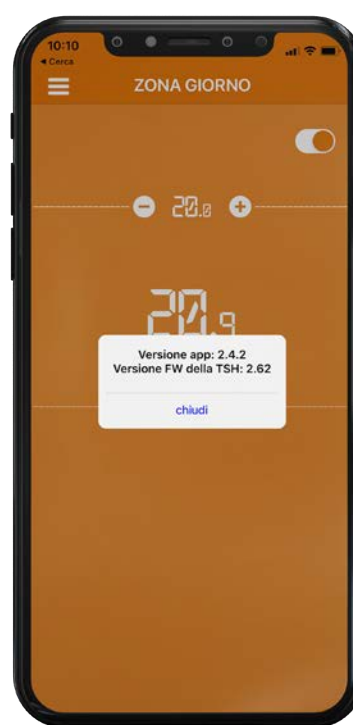 10:10
◀ Cerca
ZONA GIORNO
20.0
20.9
Versione app: 2.4.2
Versione FW della TSH: 2.62
chiudi